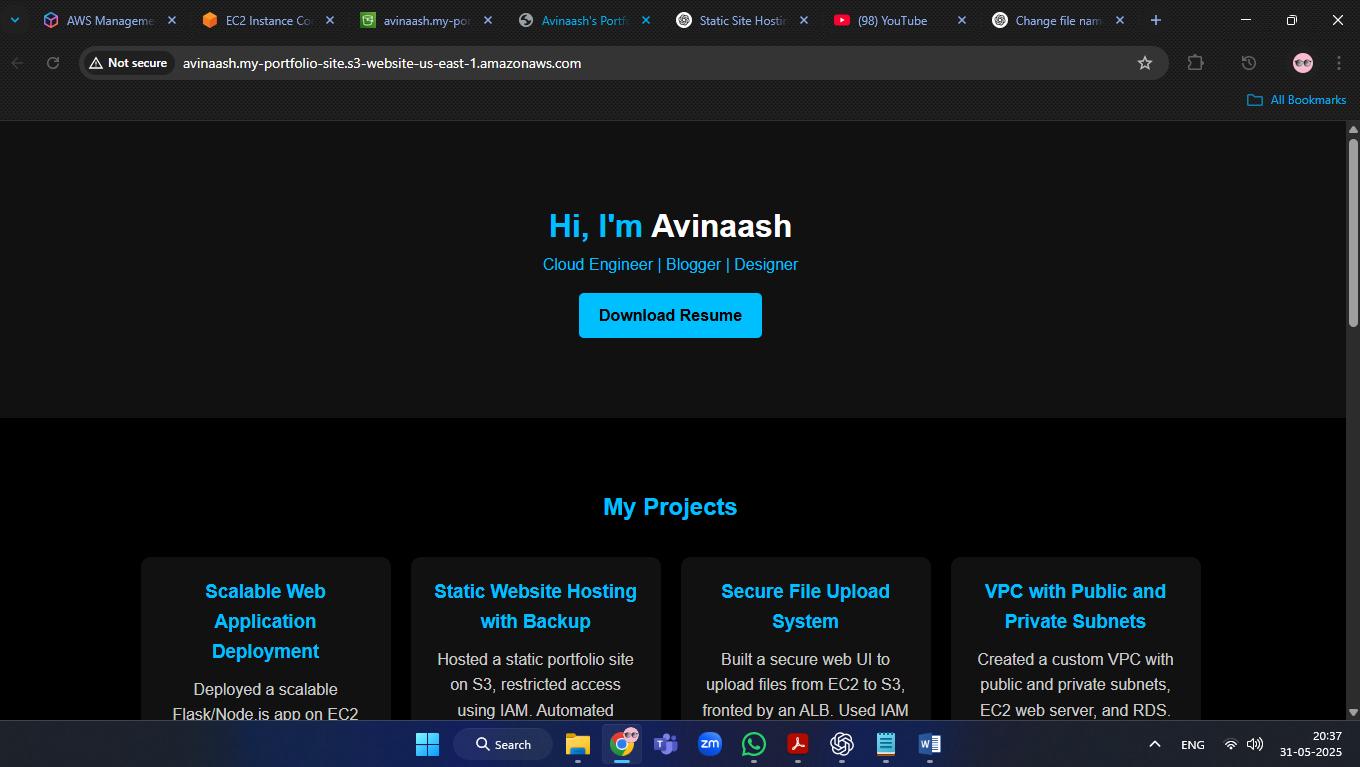 AWS Manageme
EC2 Instance Co
avinaash.my-por
Avinaash's Portf
Static Site Hostin
(98) YouTube
Change file nam
Not secure
avinaash.my-portfolio-site.s3-website-us-east-1.amazonaws.com
All Bookmarks
Hi, I'm Avinaash
Cloud Engineer | Blogger | Designer
Download Resume
My Projects
Scalable Web
Application
Deployment
Deployed a scalable
Flask/Node.js app on EC2
Static Website Hosting
with Backup
Hosted a static portfolio site
on S3, restricted access
using IAM. Automated
Secure File Upload
System
Built a secure web UI to
upload files from EC2 to S3,
fronted by an ALB. Used IAM
VPC with Public and
Private Subnets
Created a custom VPC with
public and private subnets,
EC2 web server, and RDS.
Search
zm
ENG
20:37
31-05-2025